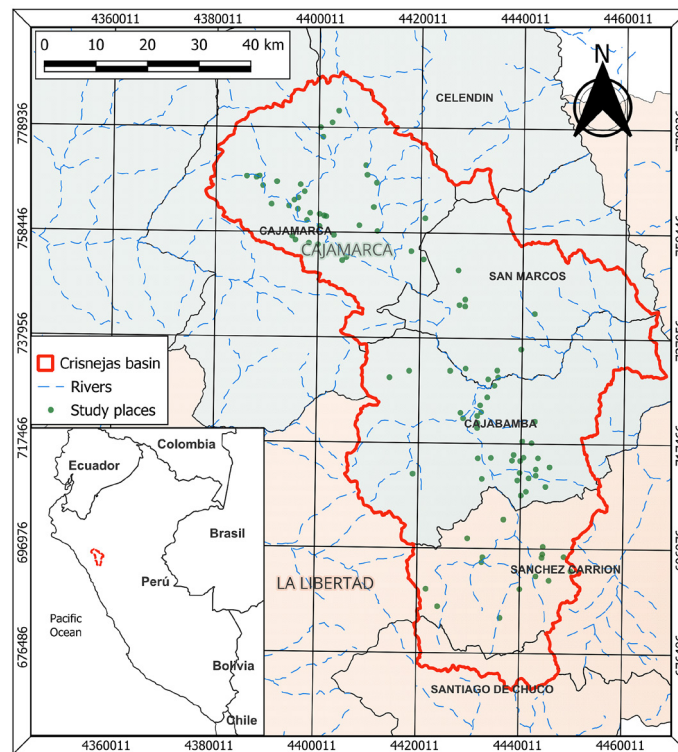 4360011 4380011 4400011 4420011 4440011 4460011
0 10 20 30 40 km
N
CELENDIN
778936
CAJAMARCA
758446
CAJAMARCA
SAN MARCOS
737956
Crisnejas basin
Rivers
Study places
CAJABAMBA
717466
Colombia
Ecuador
Brasil
696976
SANCHEZ CARRION
LA LIBERTAD
Perú
Pacific
Ocean
676486
Bolivia
SANTIAGO DE CHUCO
Chile
4360011 4380011 4400011 4420011 4440011 4460011